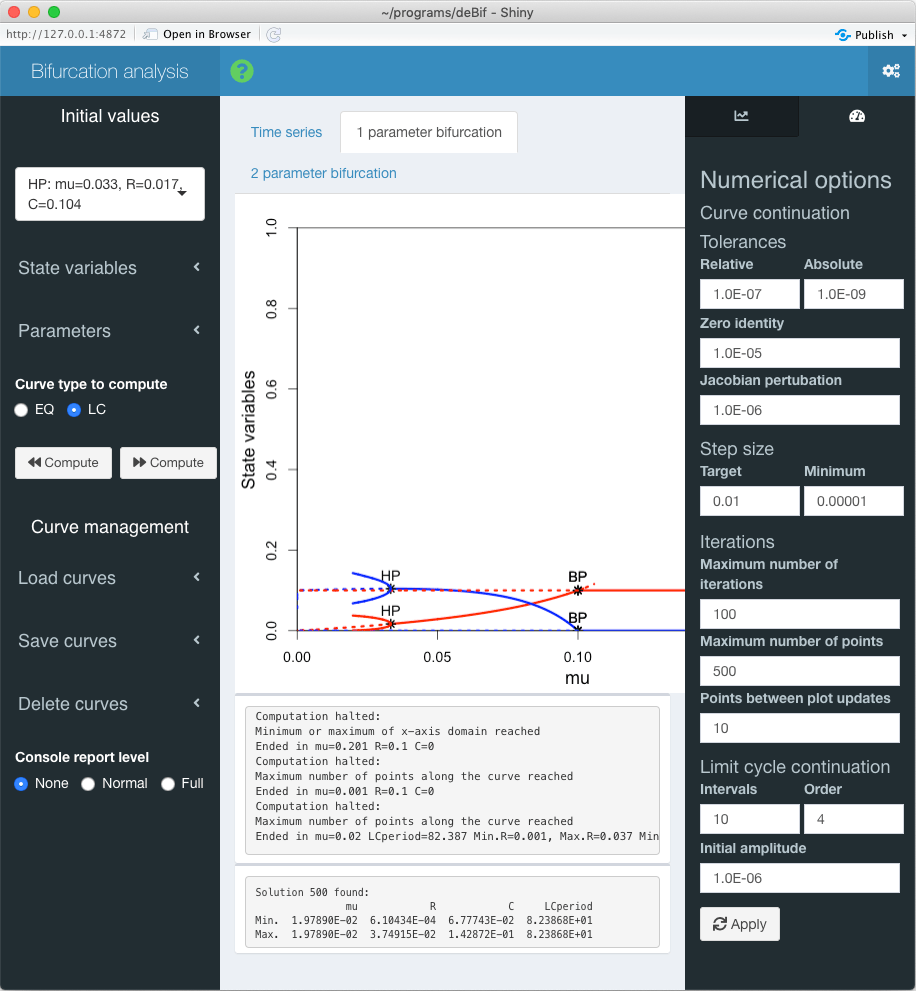 ~/programs/deBif - Shiny
http://127.0.0.1:4872
Open in Browser
Publish
Bifurcation analysis
?
Initial values
HP: mu=0.033, R=0.017,
C=0.104
State variables
Parameters
Curve type to compute
EQ LC
Compute Compute
Curve management
Load curves
Save curves
Delete curves
Console report level
None Normal Full
Time series
1 parameter bifurcation
2 parameter bifurcation
1.0
0.8
0.6
0.4
0.2
0.0
State variables
HP
HP
BP
BP
0.00 0.05 0.10
mu
Computation halted:
Minimum or maximum of x-axis domain reached
Ended in mu=0.201 R=0.1 C=0
Computation halted:
Maximum number of points along the curve reached
Ended in mu=0.001 R=0.1 C=0
Computation halted:
Maximum number of points along the curve reached
Ended in mu=0.02 LCperiod=82.387 Min.R=0.001, Max.R=0.037 Min
Solution 500 found:
mu R C LCperiod
Min. 1.97890E-02 6.10434E-04 6.77743E-02 8.23868E+01
Max. 1.97890E-02 3.74915E-02 1.42872E-01 8.23868E+01
Numerical options
Curve continuation
Tolerances
Relative Absolute
1.0E-07 1.0E-09
Zero identity
1.0E-05
Jacobian pertubation
1.0E-06
Step size
Target Minimum
0.01 0.00001
Iterations
Maximum number of
iterations
100
Maximum number of points
500
Points between plot updates
10
Limit cycle continuation
Intervals Order
10 4
Initial amplitude
1.0E-06
Apply